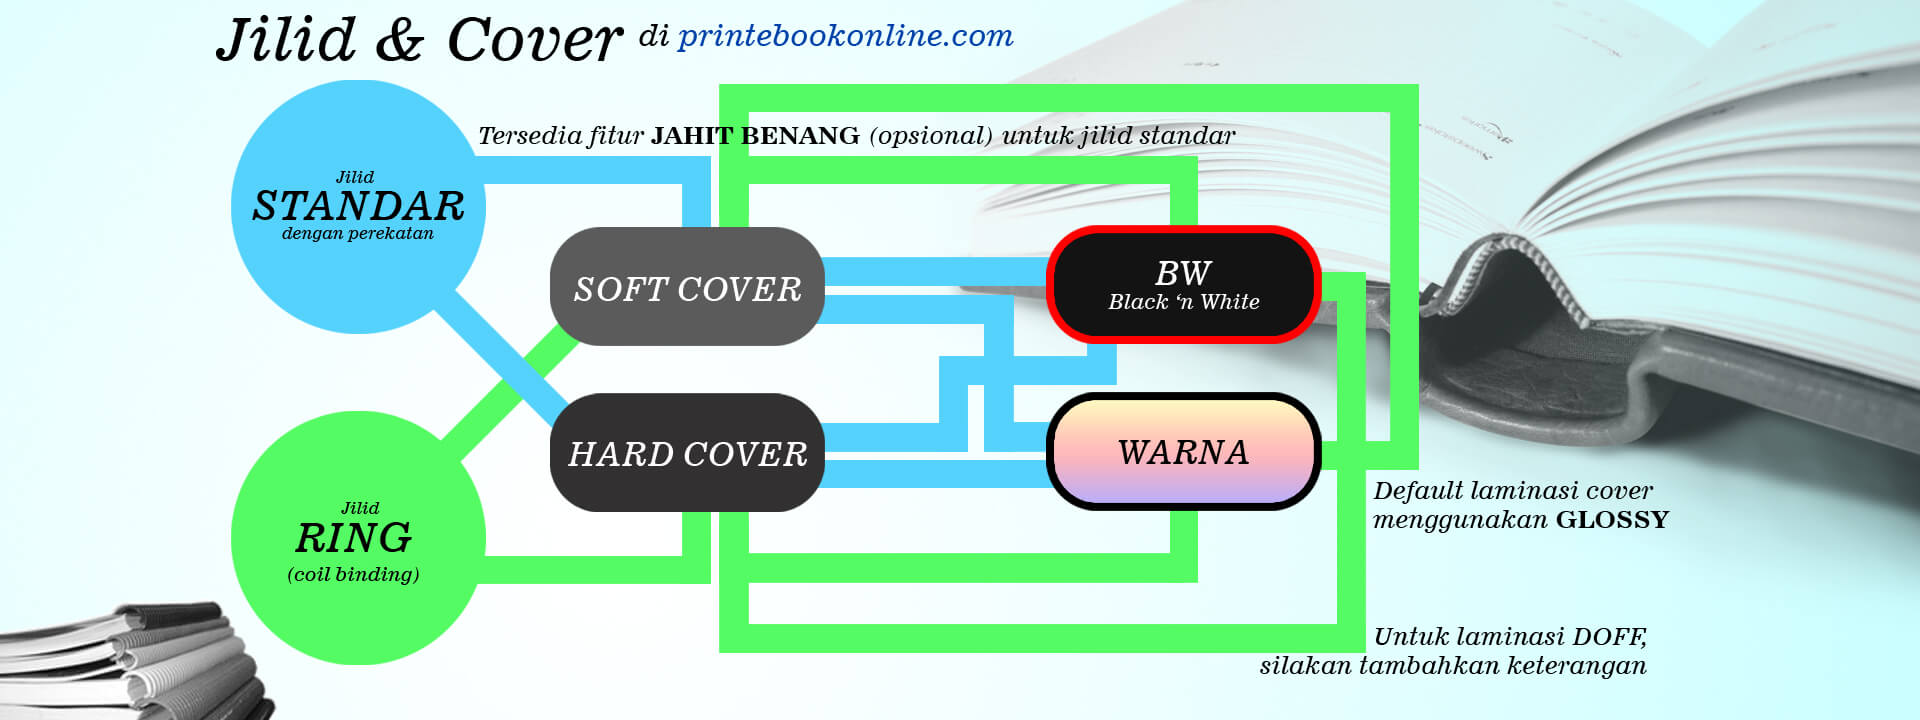 Jilid & Cover di printebookonline.com
Tersedia fitur JAHIT BENANG (opsional) untuk jilid standar
Jilid
STANDAR
dengan perekatan
SOFT COVER
BW
Black ‘n White
HARD COVER
WARNA
Jilid
RING
(coil binding)
Default laminasi cover
menggunakan GLOSSY
Untuk laminasi DOFF,
silakan tambahkan keterangan